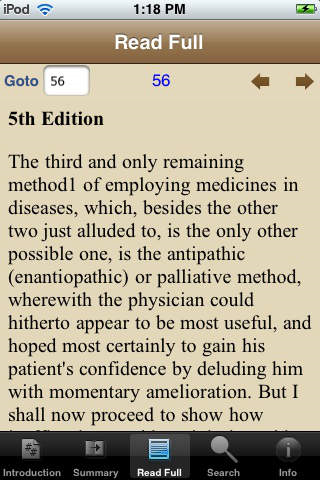 iPod 1:18 PM
Read Full
Goto 56 56
5th Edition
The third and only remaining
method1 of employing medicines in
diseases, which, besides the other
two just alluded to, is the only other
possible one, is the antipathic
(enantiopathic) or palliative method,
wherewith the physician could
hitherto appear to be most useful, and
hoped most certainly to gain his
patient's confidence by deluding him
with momentary amelioration. But I
shall now proceed to show how
Introduction Summary Read Full Search Info